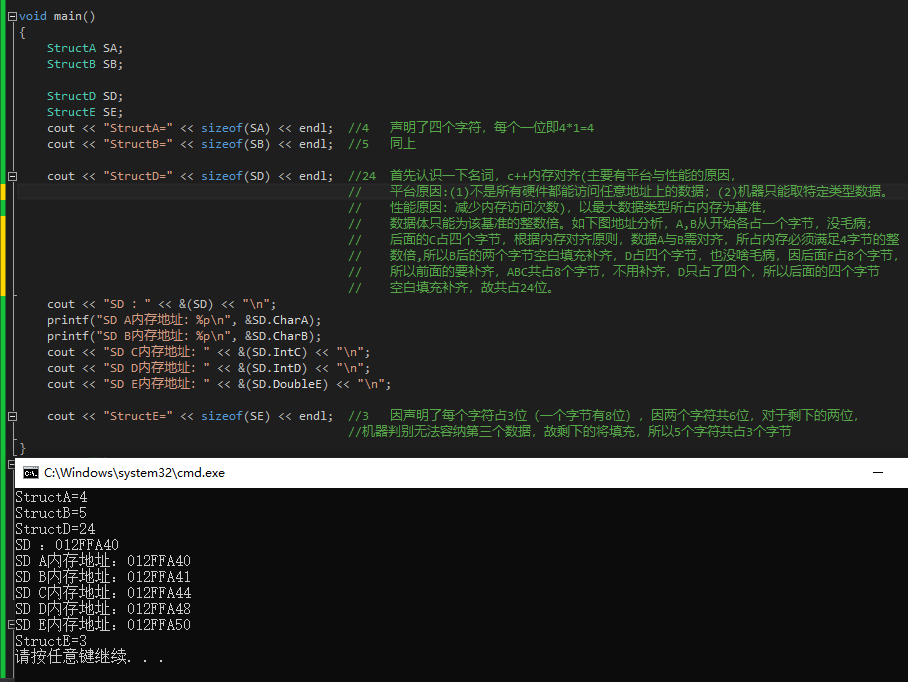 void main()
{
StructA SA;
StructB SB;
StructD SD;
StructE SE;
cout << "StructA=" << sizeof(SA) << endl; //4 声明了四个字符，每个一位即4*1=4
cout << "StructB=" << sizeof(SB) << endl; //5 同上
cout << "StructD=" << sizeof(SD) << endl; //24 首先认识一下名词，c++内存对齐(主要有平台与性能的原因,
// 平台原因:(1)不是所有硬件都能访问任意地址上的数据；(2)机器只能取特定类型数据。
// 性能原因：减少内存访问次数)，以最大数据类型所占内存为基准，
// 数据体只能为该基准的整数倍。如下图地址分析，A,B从开始各占一个字节，没毛病；
// 后面的C占四个字节，根据内存对齐原则，数据A与B需对齐，所占内存必须满足4字节的整
// 数倍,所以B后的两个字节空白填充补齐，D占四个字节，也没啥毛病，因后面F占8个字节，
// 所以前面的要补齐，ABC共占8个字节，不用补齐，D只占了四个，所以后面的四个字节
// 空白填充补齐，故共占24位。
cout << "SD : " << &(SD) << "\n";
printf("SD A内存地址：%p\n", &SD.CharA);
printf("SD B内存地址：%p\n", &SD.CharB);
cout << "SD C内存地址：" << &(SD.IntC) << "\n";
cout << "SD D内存地址：" << &(SD.IntD) << "\n";
cout << "SD E内存地址：" << &(SD.DoubleE) << "\n";
cout << "StructE=" << sizeof(SE) << endl; //3 因声明了每个字符占3位（一个字节有8位），因两个字符共6位，对于剩下的两位，
//机器判别无法容纳第三个数据，故剩下的将填充，所以5个字符共占3个字节
}
C:\Windows\system32\cmd.exe
StructA=4
StructB=5
StructD=24
SD : 012FFA40
SD A内存地址：012FFA40
SD B内存地址：012FFA41
SD C内存地址：012FFA44
SD D内存地址：012FFA48
SD E内存地址：012FFA50
StructE=3
请按任意键继续. . .